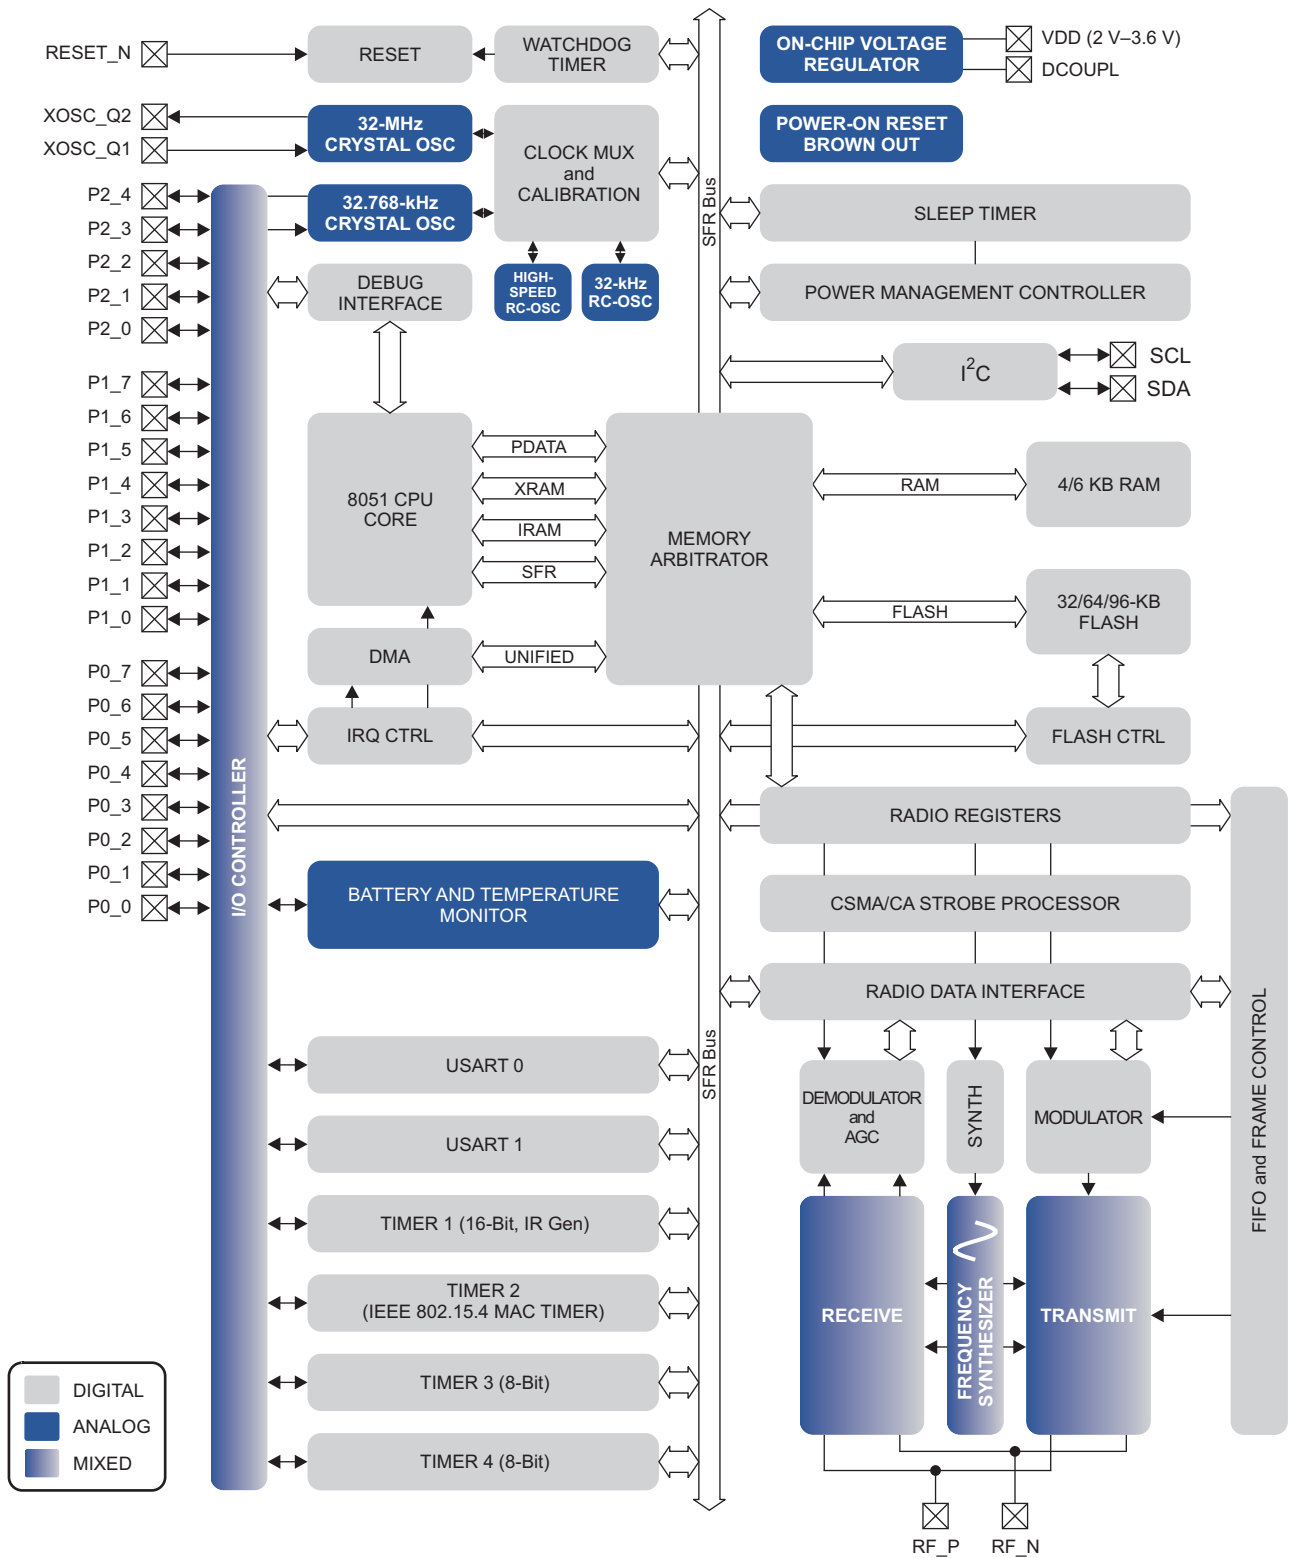 RESET_N
XOSC_Q2
XOSC_Q1
P2_4
P2_3
P2_2
P2_1
P2_0
P1_7
P1_6
P1_5
P1_4
P1_3
P1_2
P1_1
P1_0
P0_7
P0_6
P0_5
P0_4
P0_3
P0_2
P0_1
P0_0
I/O CONTROLLER
RESET
WATCHDOG
TIMER
32-MHz
CRYSTAL OSC
32.768-kHz
CRYSTAL OSC
CLOCK MUX
and
CALIBRATION
HIGH-
SPEED
RC-OSC
32-kHz
RC-OSC
DEBUG
INTERFACE
SFR Bus
ON-CHIP VOLTAGE
REGULATOR
VDD (2 V–3.6 V)
DCOUPL
POWER-ON RESET
BROWN OUT
SLEEP TIMER
POWER MANAGEMENT CONTROLLER
I2C
SCL
SDA
8051 CPU
CORE
PDATA
XRAM
IRAM
SFR
DMA
UNIFIED
IRQ CTRL
MEMORY
ARBITRATOR
RAM
4/6 KB RAM
FLASH
32/64/96-KB
FLASH
FLASH CTRL
RADIO REGISTERS
BATTERY AND TEMPERATURE
MONITOR
CSMA/CA STROBE PROCESSOR
RADIO DATA INTERFACE
SFR Bus
USART 0
USART 1
TIMER 1 (16-Bit, IR Gen)
TIMER 2
(IEEE 802.15.4 MAC TIMER)
TIMER 3 (8-Bit)
TIMER 4 (8-Bit)
DEMODULATOR
and
AGC
SYNTH
MODULATOR
FIFO and FRAME CONTROL
RECEIVE
FREQUENCY
SYNTHESIZER
TRANSMIT
RF_P
RF_N
DIGITAL
ANALOG
MIXED